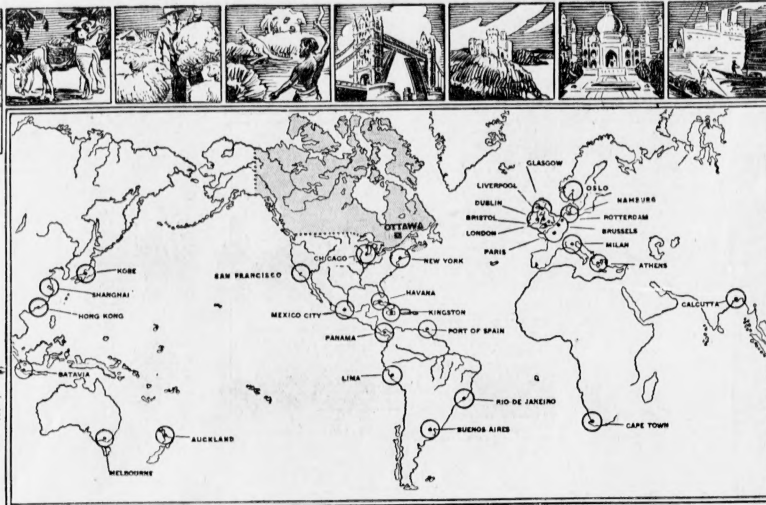 GLASGOW
LIVERPOOL
OSLO
DUBLIN
HAMBURG
BRISTOL
ROTTERDAM
LONDON
BRUSSELS
PARIS
MILAN
ATHENS
OTTAWA
CHICAGO
NEW YORK
SAN FRANCISCO
KOBE
SHANGHAI
HONG KONG
HAVANA
MEXICO CITY
KINGSTON
CALCUTTA
PANAMA
PORT OF SPAIN
BATAVIA
LIMA
RIO DE JANEIRO
CAPE TOWN
BUENOS AIRES
AUCKLAND
MELBOURNE